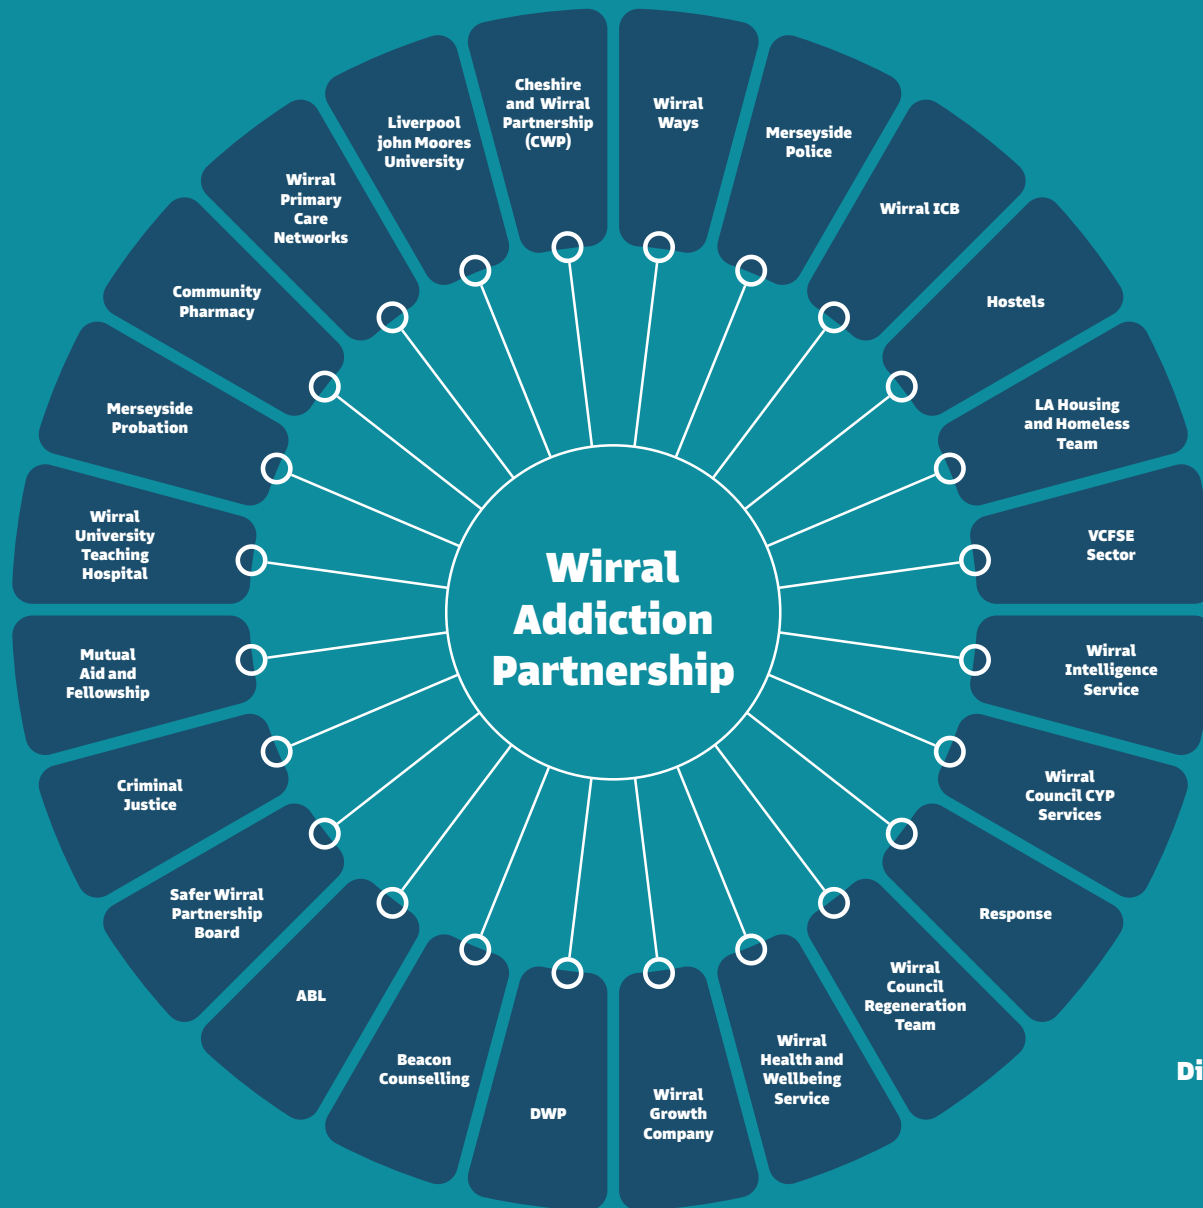 Wirral
Addiction
Partnership
Wirral
Ways
Merseyside
Police
Wirral ICB
Hostels
LA Housing
and Homeless
Team
VCFSE
Sector
Wirral
Intelligence
Service
Wirral
Council CYP
Services
Response
Wirral
Council
Regeneration
Team
Wirral
Health and
Wellbeing
Service
Wirral
Growth
Company
DWP
Beacon
Counselling
ABL
Safer Wirral
Partnership
Board
Criminal
Justice
Mutual
Aid and
Fellowship
Wirral
University
Teaching
Hospital
Merseyside
Probation
Community
Pharmacy
Wirral
Primary
Care
Networks
Liverpool
john Moores
University
Cheshire
and Wirral
Partnership
(CWP)
Di